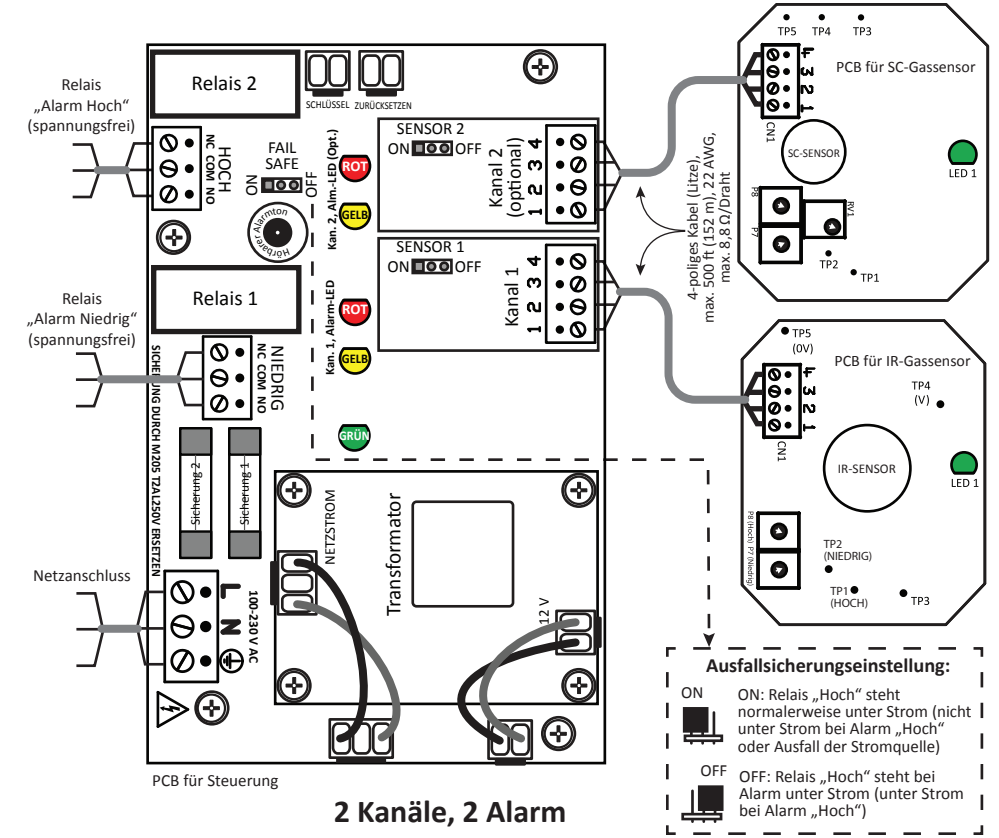 Relais
„Alarm Hoch“
(spannungsfrei)
Relais 2
SCHLÜSSEL
ZURÜCKSETZEN
NC COM NO
HOCH
FAIL
SAFE
ON
OFF
Hörbarer Alarmton
Kan. 2, Alm.-LED (Opt.)
ROT
GELB
SENSOR 2
ON
OFF
Kanal 2
(optional)
1 2 3 4
SENSOR 1
ON
OFF
Kanal 1
1 2 3 4
Relais
„Alarm Niedrig“
(spannungsfrei)
Relais 1
NC COM NO
NIEDRIG
Kan. 1, Alarm-LED
ROT
GELB
GRÜN
SICHERUNG DURCH M205 T2AL250V ERSETZEN
Sicherung 2
Sicherung 1
Netzanschluss
L
N
100-230 V AC
NETZSTROM
Transformator
12 V
PCB für Steuerung
2 Kanäle, 2 Alarm
4-poliges Kabel (Litze),
max. 500 ft (152 m), 22 AWG,
max. 8,8 Ω/Draht
TP5
TP4
TP3
PCB für SC-Gassensor
4
3
2
1
CN1
SC-SENSOR
LED 1
P8
P7
RV1
TP2
TP1
TP5
(0V)
PCB für IR-Gassensor
TP4
(V)
4
3
2
1
CN1
IR-SENSOR
LED 1
P8 (Hoch)
P7 (Niedrig)
TP2
(NIEDRIG)
TP1
(HOCH)
TP3
Ausfallsicherungseinstellung:
ON
ON: Relais „Hoch“ steht
normalerweise unter Strom (nicht
unter Strom bei Alarm „Hoch“
oder Ausfall der Stromquelle)
OFF
OFF: Relais „Hoch“ steht bei
Alarm unter Strom (unter Strom
bei Alarm „Hoch“)